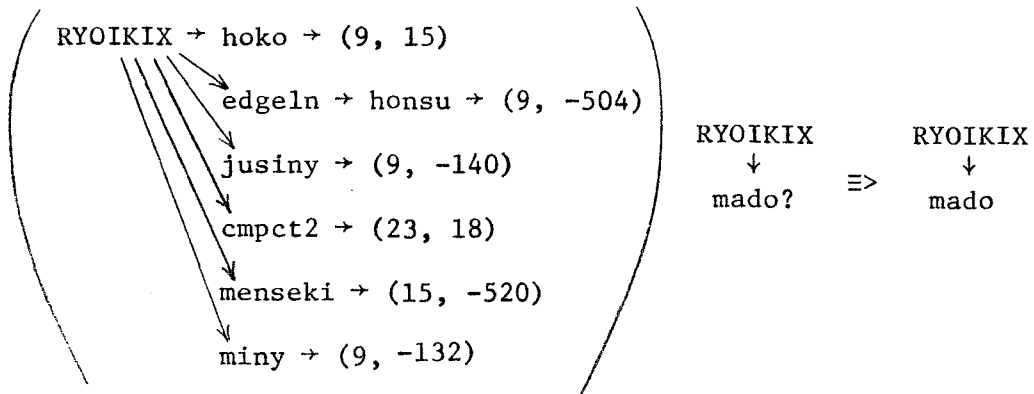 RYOIKIX → hoko → (9, 15)
edgeln → honsu → (9, -504)
jusiny → (9, -140)
cmpct2 → (23, 18)
menseki → (15, -520)
miny → (9, -132)
RYOIKIX
↓
mado?
≡>
RYOIKIX
↓
mado